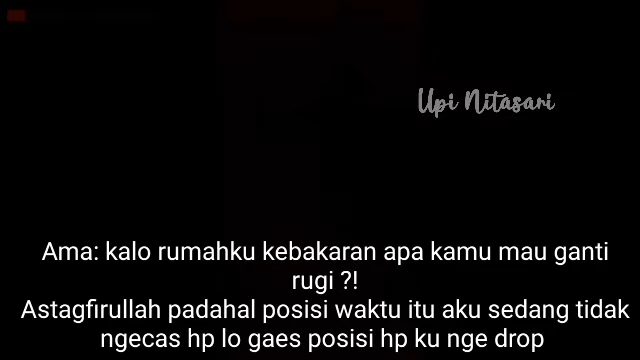 Upi Nitasari
Ama: kalo rumahku kebakaran apa kamu mau ganti
rugi ?!
Astagfirullah padahal posisi waktu itu aku sedang tidak
ngecas hp lo gaes posisi hp ku nge drop